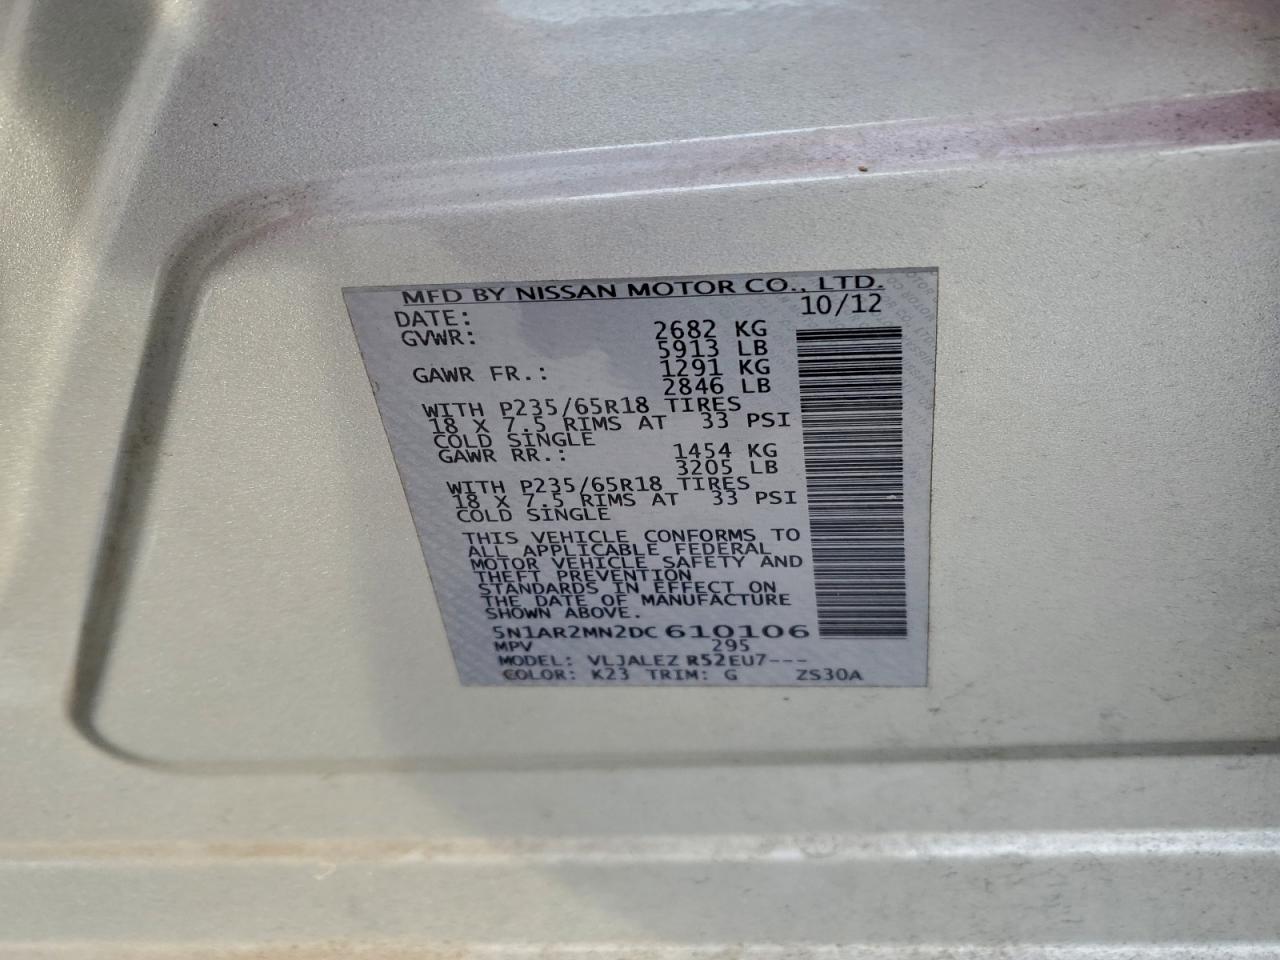 MFD BY NISSAN MOTOR CO., LTD.
DATE: 10/12
GVWR: 2682 KG
5913 LB
GAWR FR.: 1291 KG
2846 LB
WITH P235/65R18 TIRES
18 X 7.5 RIMS AT 33 PSI
COLD SINGLE
GAWR RR.: 1454 KG
3205 LB
WITH P235/65R18 TIRES
18 X 7.5 RIMS AT 33 PSI
COLD SINGLE
THIS VEHICLE CONFORMS TO
ALL APPLICABLE FEDERAL
MOTOR VEHICLE SAFETY AND
THEFT PREVENTION
STANDARDS IN EFFECT ON
THE DATE OF MANUFACTURE
SHOWN ABOVE.
5N1AR2MN2DC610106
MPV 295
MODEL: VLJALEZ R52EU7---
COLOR: K23 TRIM: G ZS30A